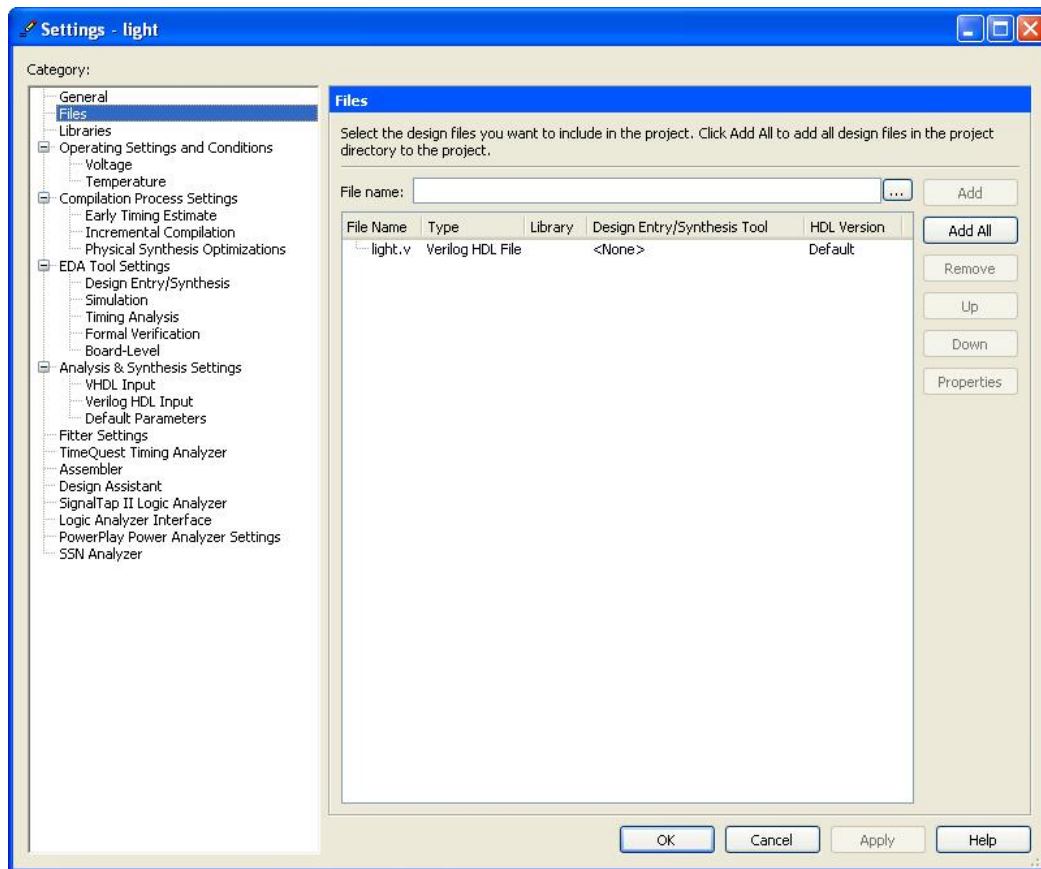 Settings - light
Category:
General
Files
Libraries
Operating Settings and Conditions
Voltage
Temperature
Compilation Process Settings
Early Timing Estimate
Incremental Compilation
Physical Synthesis Optimizations
EDA Tool Settings
Design Entry/Synthesis
Simulation
Timing Analysis
Formal Verification
Board-Level
Analysis & Synthesis Settings
VHDL Input
Verilog HDL Input
Default Parameters
Fitter Settings
TimeQuest Timing Analyzer
Assembler
Design Assistant
SignalTap II Logic Analyzer
Logic Analyzer Interface
PowerPlay Power Analyzer Settings
SSN Analyzer
Files
Select the design files you want to include in the project. Click Add All to add all design files in the project
directory to the project.
File name: ... Add
File Name Type Library Design Entry/Synthesis Tool HDL Version
light.v Verilog HDL File <None> Default
Add All
Remove
Up
Down
Properties
OK Cancel Apply Help